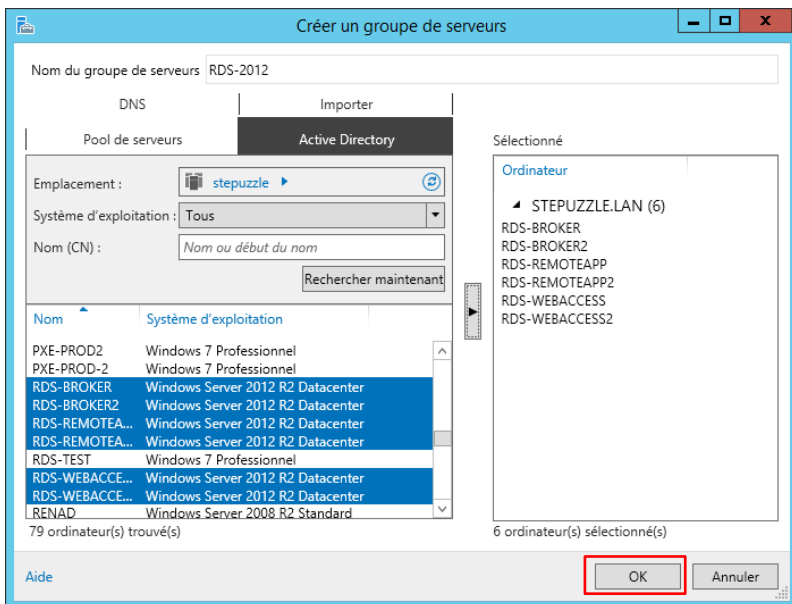 Créer un groupe de serveurs
Nom du groupe de serveurs RDS-2012
DNS Importer
Pool de serveurs Active Directory
Emplacement : stepuzzle
Système d'exploitation : Tous
Nom (CN) : Nom ou début du nom
Rechercher maintenant
Nom Système d'exploitation
PXE-PROD2 Windows 7 Professionnel
PXE-PROD-2 Windows 7 Professionnel
RDS-BROKER Windows Server 2012 R2 Datacenter
RDS-BROKER2 Windows Server 2012 R2 Datacenter
RDS-REMOTEA... Windows Server 2012 R2 Datacenter
RDS-REMOTEA... Windows Server 2012 R2 Datacenter
RDS-TEST Windows 7 Professionnel
RDS-WEBACCE... Windows Server 2012 R2 Datacenter
RDS-WEBACCE... Windows Server 2012 R2 Datacenter
RENAD Windows Server 2008 R2 Standard
79 ordinateur(s) trouvé(s)
Sélectionné
Ordinateur
STEPUZZLE.LAN (6)
RDS-BROKER
RDS-BROKER2
RDS-REMOTEAPP
RDS-REMOTEAPP2
RDS-WEBACCESS
RDS-WEBACCESS2
6 ordinateur(s) sélectionné(s)
Aide OK Annuler